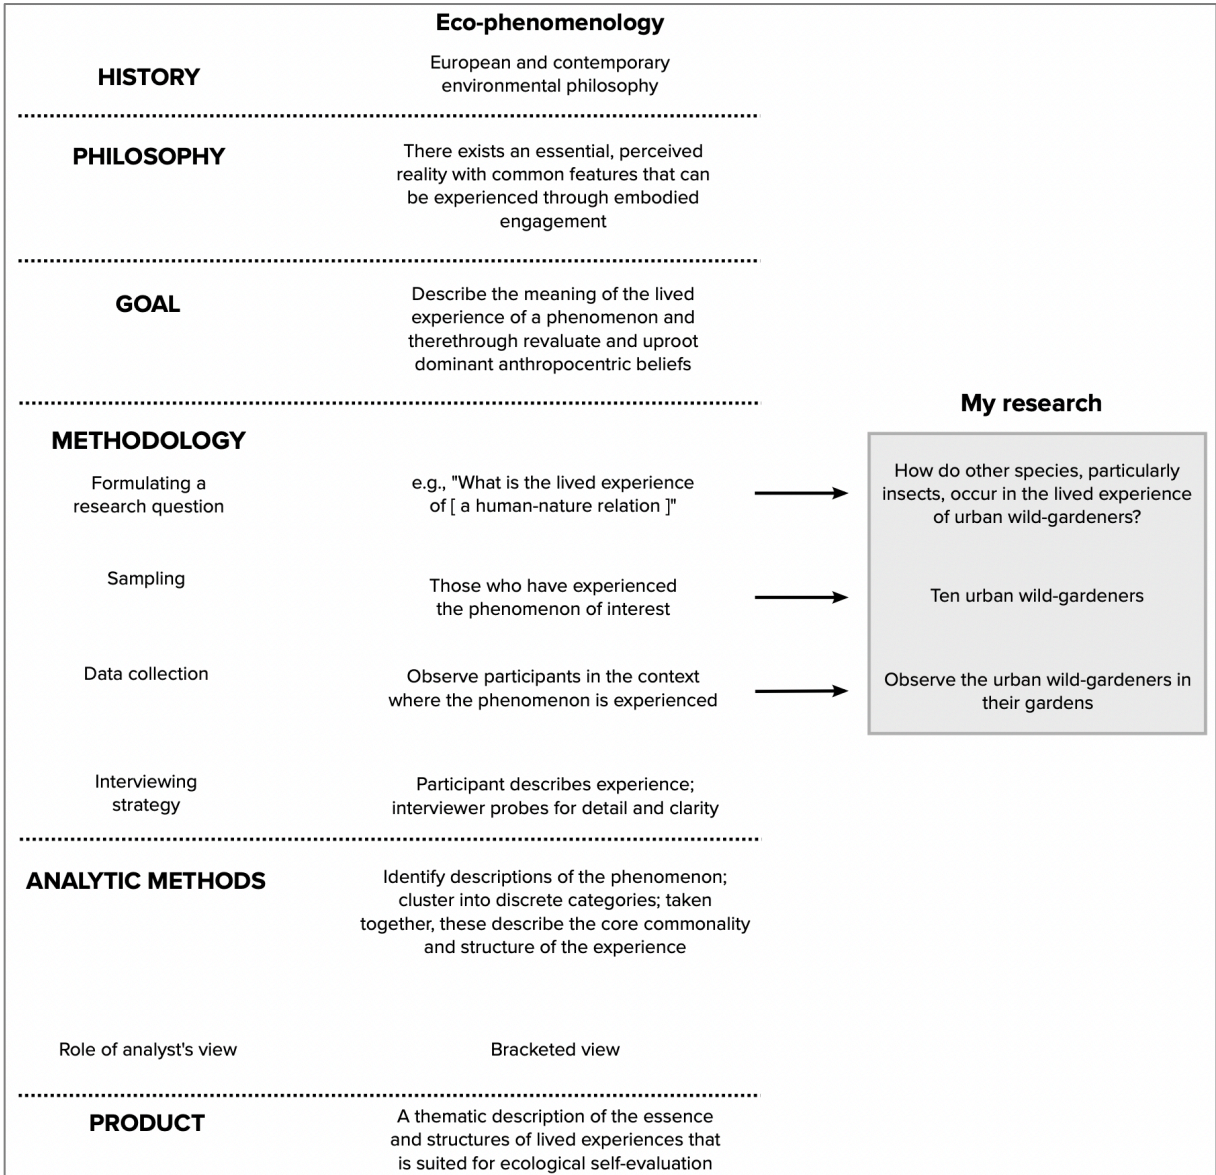 Eco-phenomenology
HISTORY
European and contemporary
environmental philosophy
PHILOSOPHY
There exists an essential, perceived
reality with common features that can
be experienced through embodied
engagement
GOAL
Describe the meaning of the lived
experience of a phenomenon and
therethrough revaluate and uproot
dominant anthropocentric beliefs
My research
METHODOLOGY
Formulating a
research question
e.g., "What is the lived experience
of [ a human-nature relation ]"
How do other species, particularly
insects, occur in the lived experience
of urban wild-gardeners?
Sampling
Those who have experienced
the phenomenon of interest
Ten urban wild-gardeners
Data collection
Observe participants in the context
where the phenomenon is experienced
Observe the urban wild-gardeners in
their gardens
Interviewing
strategy
Participant describes experience;
interviewer probes for detail and clarity
ANALYTIC METHODS
Identify descriptions of the phenomenon;
cluster into discrete categories; taken
together, these describe the core commonality
and structure of the experience
Role of analyst's view
Bracketed view
PRODUCT
A thematic description of the essence
and structures of lived experiences that
is suited for ecological self-evaluation